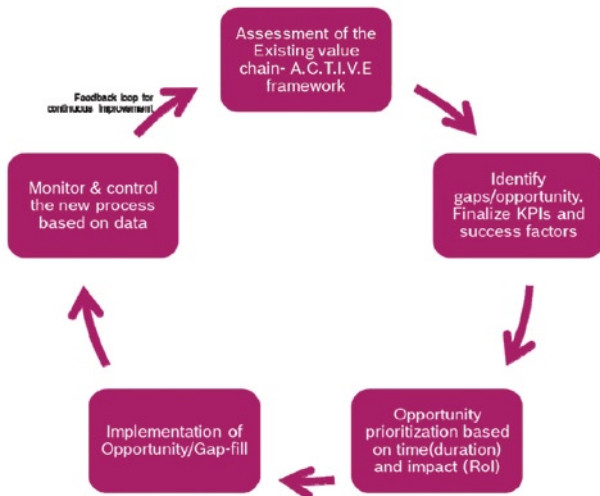 Assessment of the
Existing value
chain- A.C.T.I.V.E
framework
Feedback loop for
continuous improvement
Monitor & control
the new process
based on data
Identify
gaps/opportunity.
Finalize KPIs and
success factors
Implementation of
Opportunity/Gap-fill
Opportunity
prioritization based
on time(duration)
and impact (RoI)